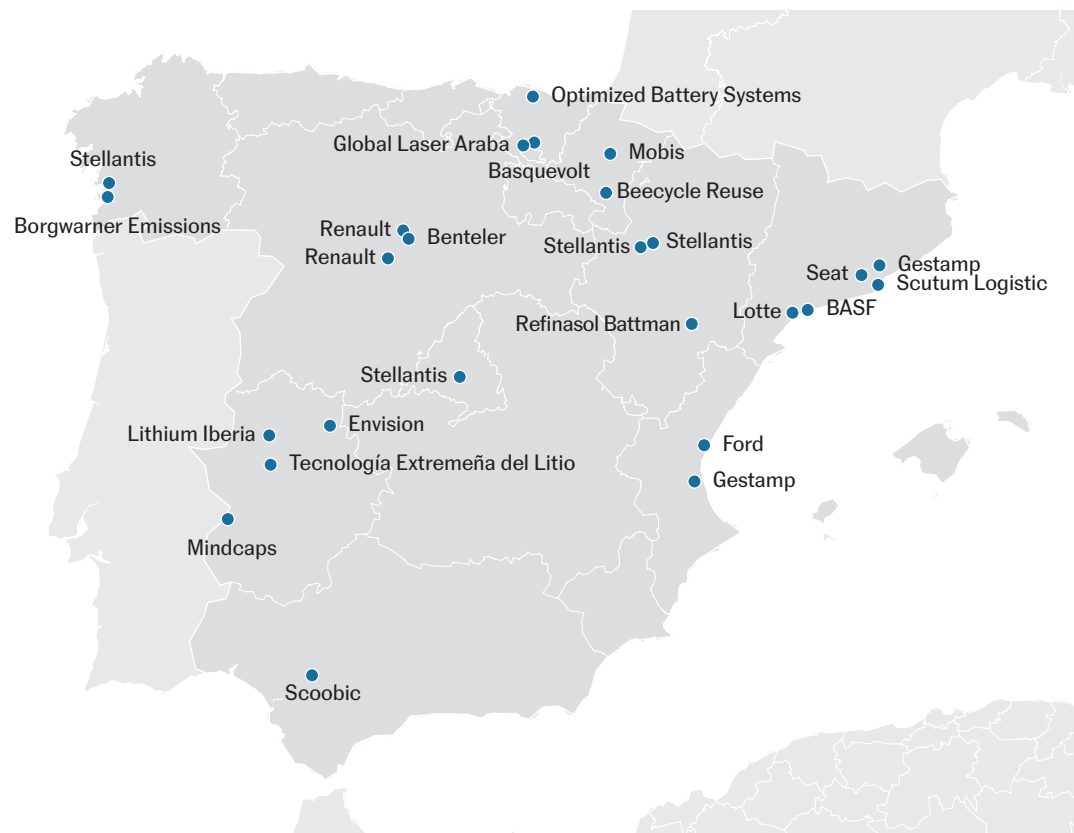 Optimized Battery Systems
Global Laser Araba
Basquevolt
Mobis
Stellantis
Beecycle Reuse
Borgwarner Emissions
Renault
Benteler
Renault
Stellantis
Stellantis
Gestamp
Seat
Scutum Logistic
Lotte
BASF
Refinasol Battman
Stellantis
Envision
Lithium Iberia
Ford
Tecnología Extremeña del Litio
Gestamp
Mindcaps
Scoobic